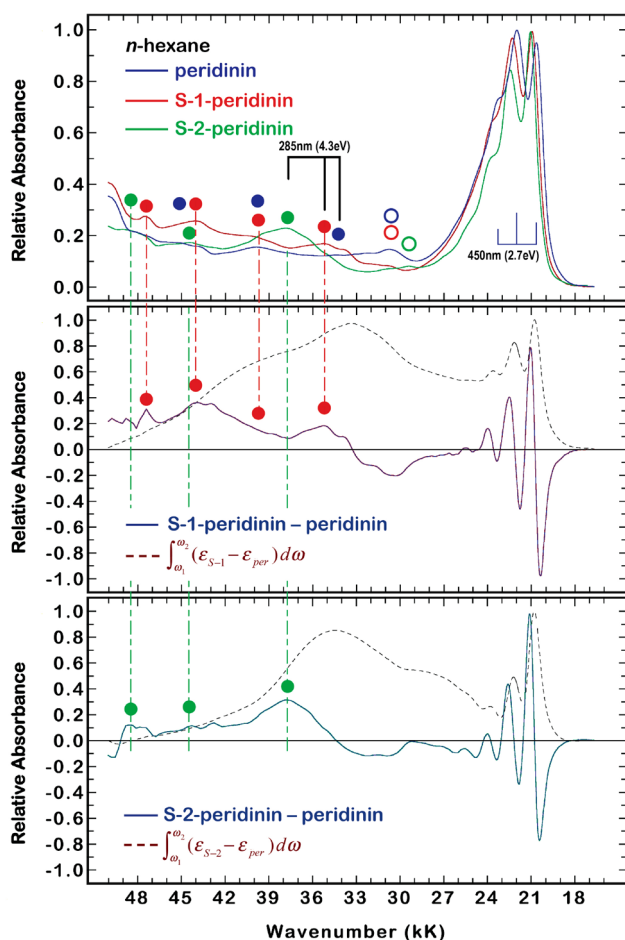 n-hexane
peridinin
S-1-peridinin
S-2-peridinin
285nm (4.3eV)
450nm (2.7eV)
Relative Absorbance
1.0
0.8
0.6
0.4
0.2
0.0
Relative Absorbance
1.0
0.8
0.6
0.4
0.2
0.0
-0.2
-0.4
-0.6
-0.8
-1.0
S-1-peridinin – peridinin
∫ω₁^ω₂ (εS-1 – εper)dω
Relative Absorbance
1.0
0.8
0.6
0.4
0.2
0.0
-0.2
-0.4
-0.6
-0.8
-1.0
S-2-peridinin – peridinin
∫ω₁^ω₂ (εS-2 – εper)dω
48 45 42 39 36 33 30 27 24 21 18
Wavenumber (kK)